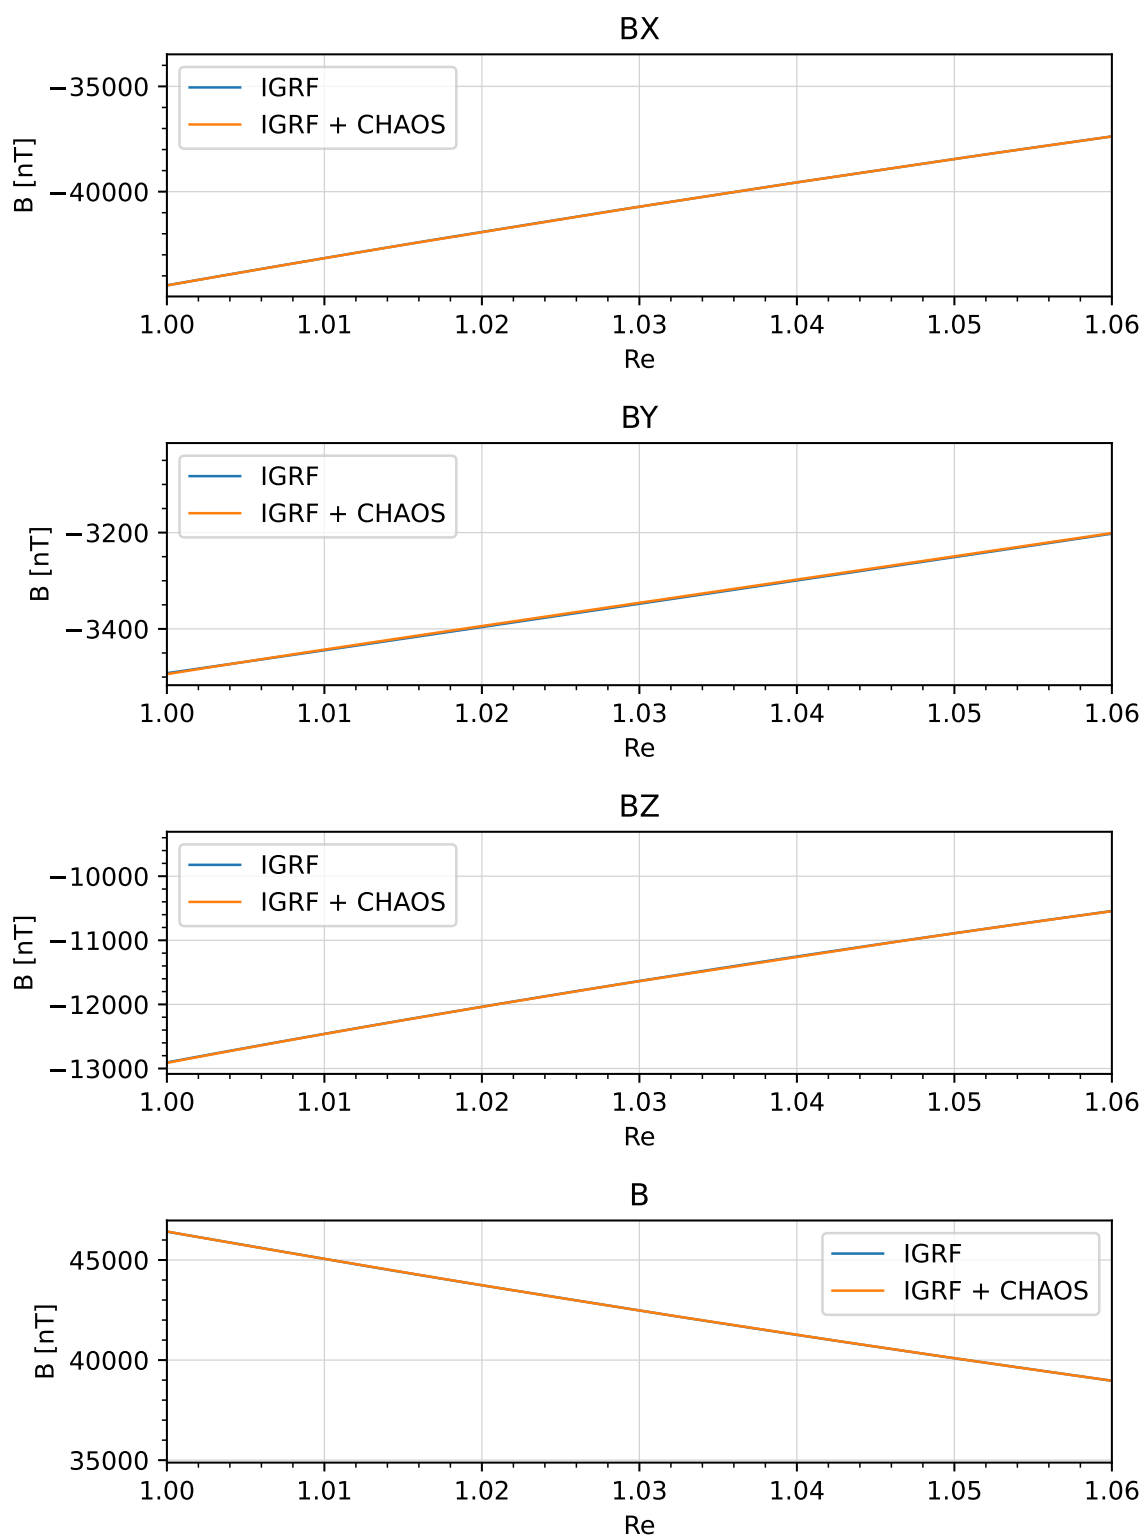 BX
B [nT]
−35000
−40000
IGRF
IGRF + CHAOS
1.00 1.01 1.02 1.03 1.04 1.05 1.06
Re
BY
B [nT]
−3200
−3400
IGRF
IGRF + CHAOS
1.00 1.01 1.02 1.03 1.04 1.05 1.06
Re
BZ
B [nT]
−10000
−11000
−12000
−13000
IGRF
IGRF + CHAOS
1.00 1.01 1.02 1.03 1.04 1.05 1.06
Re
B
B [nT]
45000
40000
35000
IGRF
IGRF + CHAOS
1.00 1.01 1.02 1.03 1.04 1.05 1.06
Re